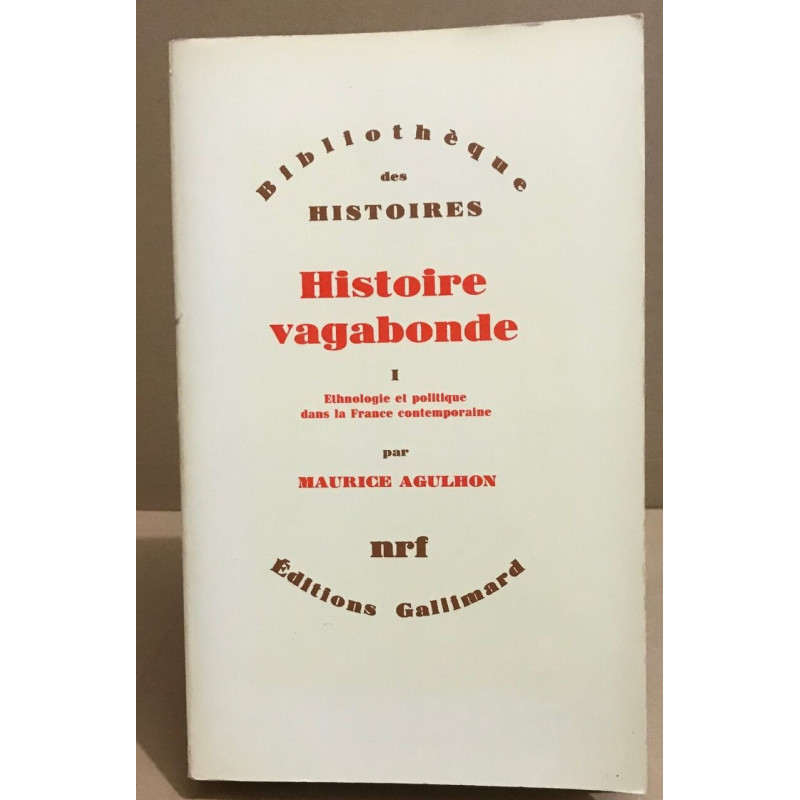 Bibliothèque
des
HISTOIRES
Histoire
vagabonde
I
Ethnologie et politique
dans la France contemporaine
par
MAURICE AGULHON
nrf
Éditions Gallimard